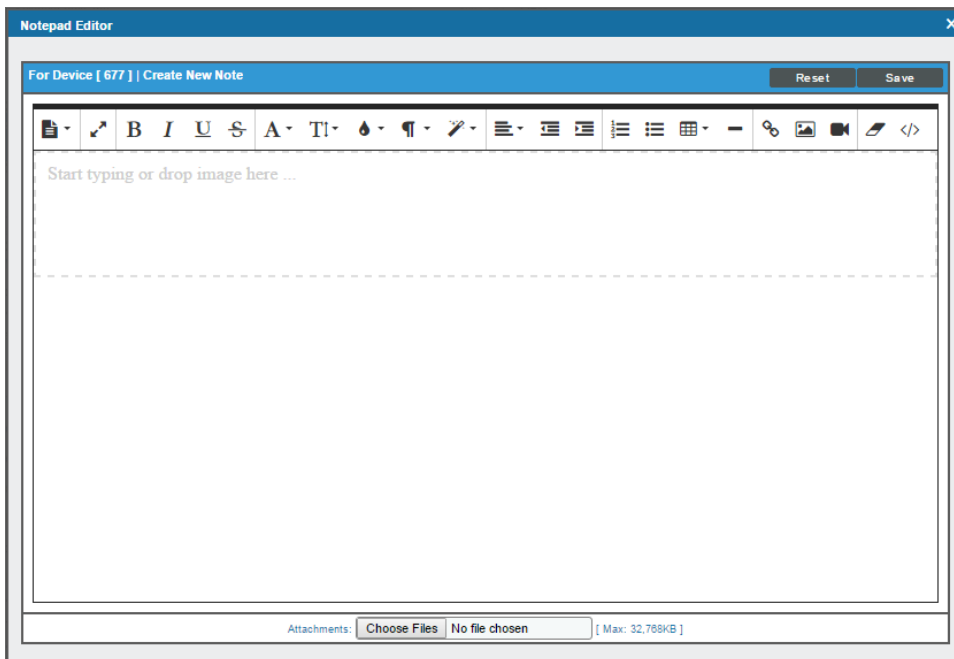 Notepad Editor ×
For Device [ 677 ] | Create New Note Reset Save
B I U S A T ¶ </>
Start typing or drop image here ...
Attachments: Choose Files No file chosen [ Max: 32,768KB ]